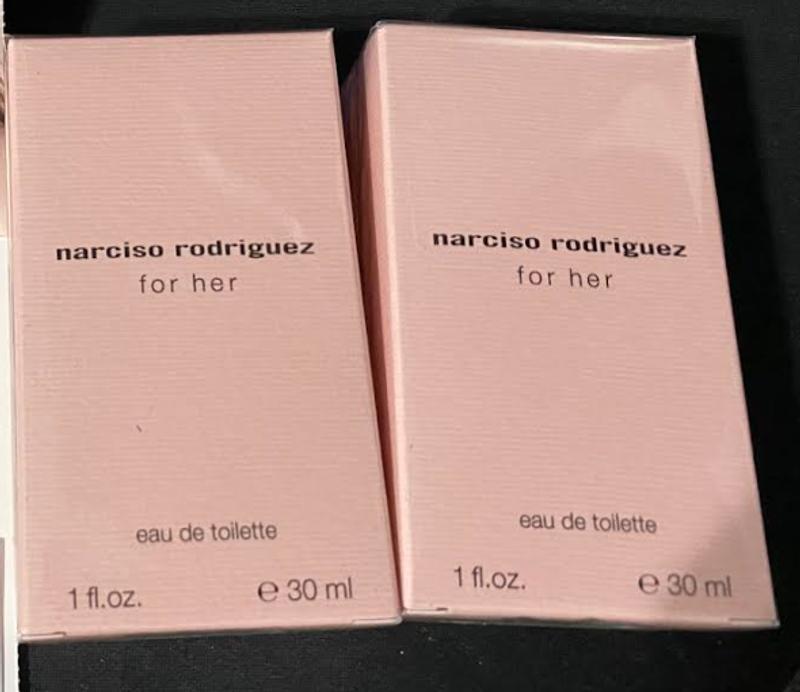 narciso rodriguez
for her
eau de toilette
1 fl.oz.
℮ 30 ml
narciso rodriguez
for her
eau de toilette
1 fl.oz.
℮ 30 ml